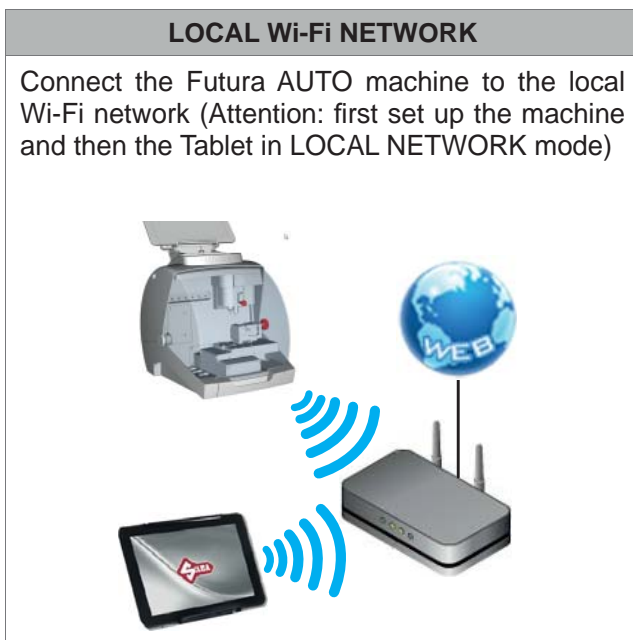 LOCAL Wi-Fi NETWORK
Connect the Futura AUTO machine to the local
Wi-Fi network (Attention: first set up the machine
and then the Tablet in LOCAL NETWORK mode)
WEB
SILCA